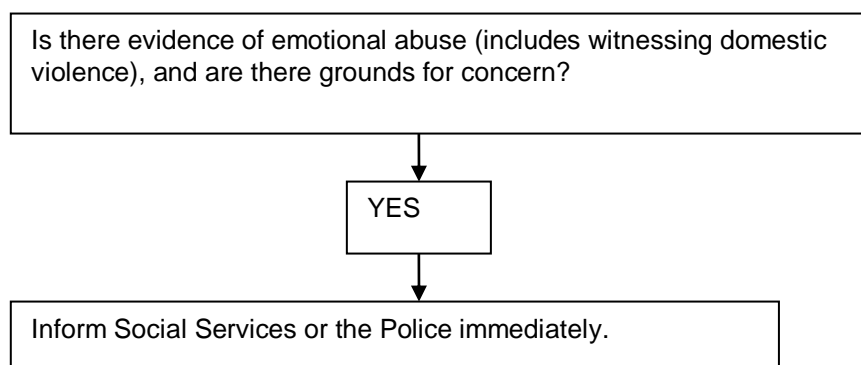 Is there evidence of emotional abuse (includes witnessing domestic
violence), and are there grounds for concern?
YES
Inform Social Services or the Police immediately.